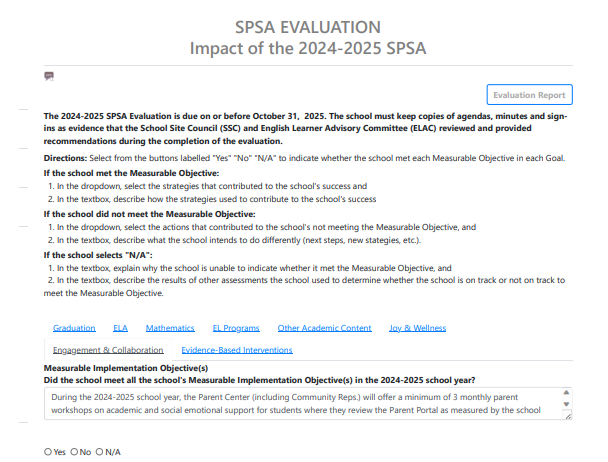 SPSA EVALUATION
Impact of the 2024-2025 SPSA
Evaluation Report
The 2024-2025 SPSA Evaluation is due on or before October 31, 2025. The school must keep copies of agendas, minutes and sign-
ins as evidence that the School Site Council (SSC) and English Learner Advisory Committee (ELAC) reviewed and provided
recommendations during the completion of the evaluation.
Directions: Select from the buttons labelled "Yes" "No" "N/A" to indicate whether the school met each Measurable Objective in each Goal.
If the school met the Measurable Objective:
1. In the dropdown, select the strategies that contributed to the school's success and
2. In the textbox, describe how the strategies used to contribute to the school's success
If the school did not meet the Measurable Objective:
1. In the dropdown, select the actions that contributed to the school's not meeting the Measurable Objective, and
2. In the textbox, describe what the school intends to do differently (next steps, new stategies, etc.).
If the school selects "N/A":
1. In the textbox, explain why the school is unable to indicate whether it met the Measurable Objective, and
2. In the textbox, describe the results of other assessments the school used to determine whether the school is on track or not on track to
meet the Measurable Objective.
Graduation ELA Mathematics EL Programs Other Academic Content Joy & Wellness
Engagement & Collaboration Evidence-Based Interventions
Measurable Implementation Objective(s)
Did the school meet all the school's Measurable Implementation Objective(s) in the 2024-2025 school year?
During the 2024-2025 school year, the Parent Center (including Community Reps.) will offer a minimum of 3 monthly parent
workshops on academic and social emotional support for students where they review the Parent Portal as measured by the school
Yes No N/A